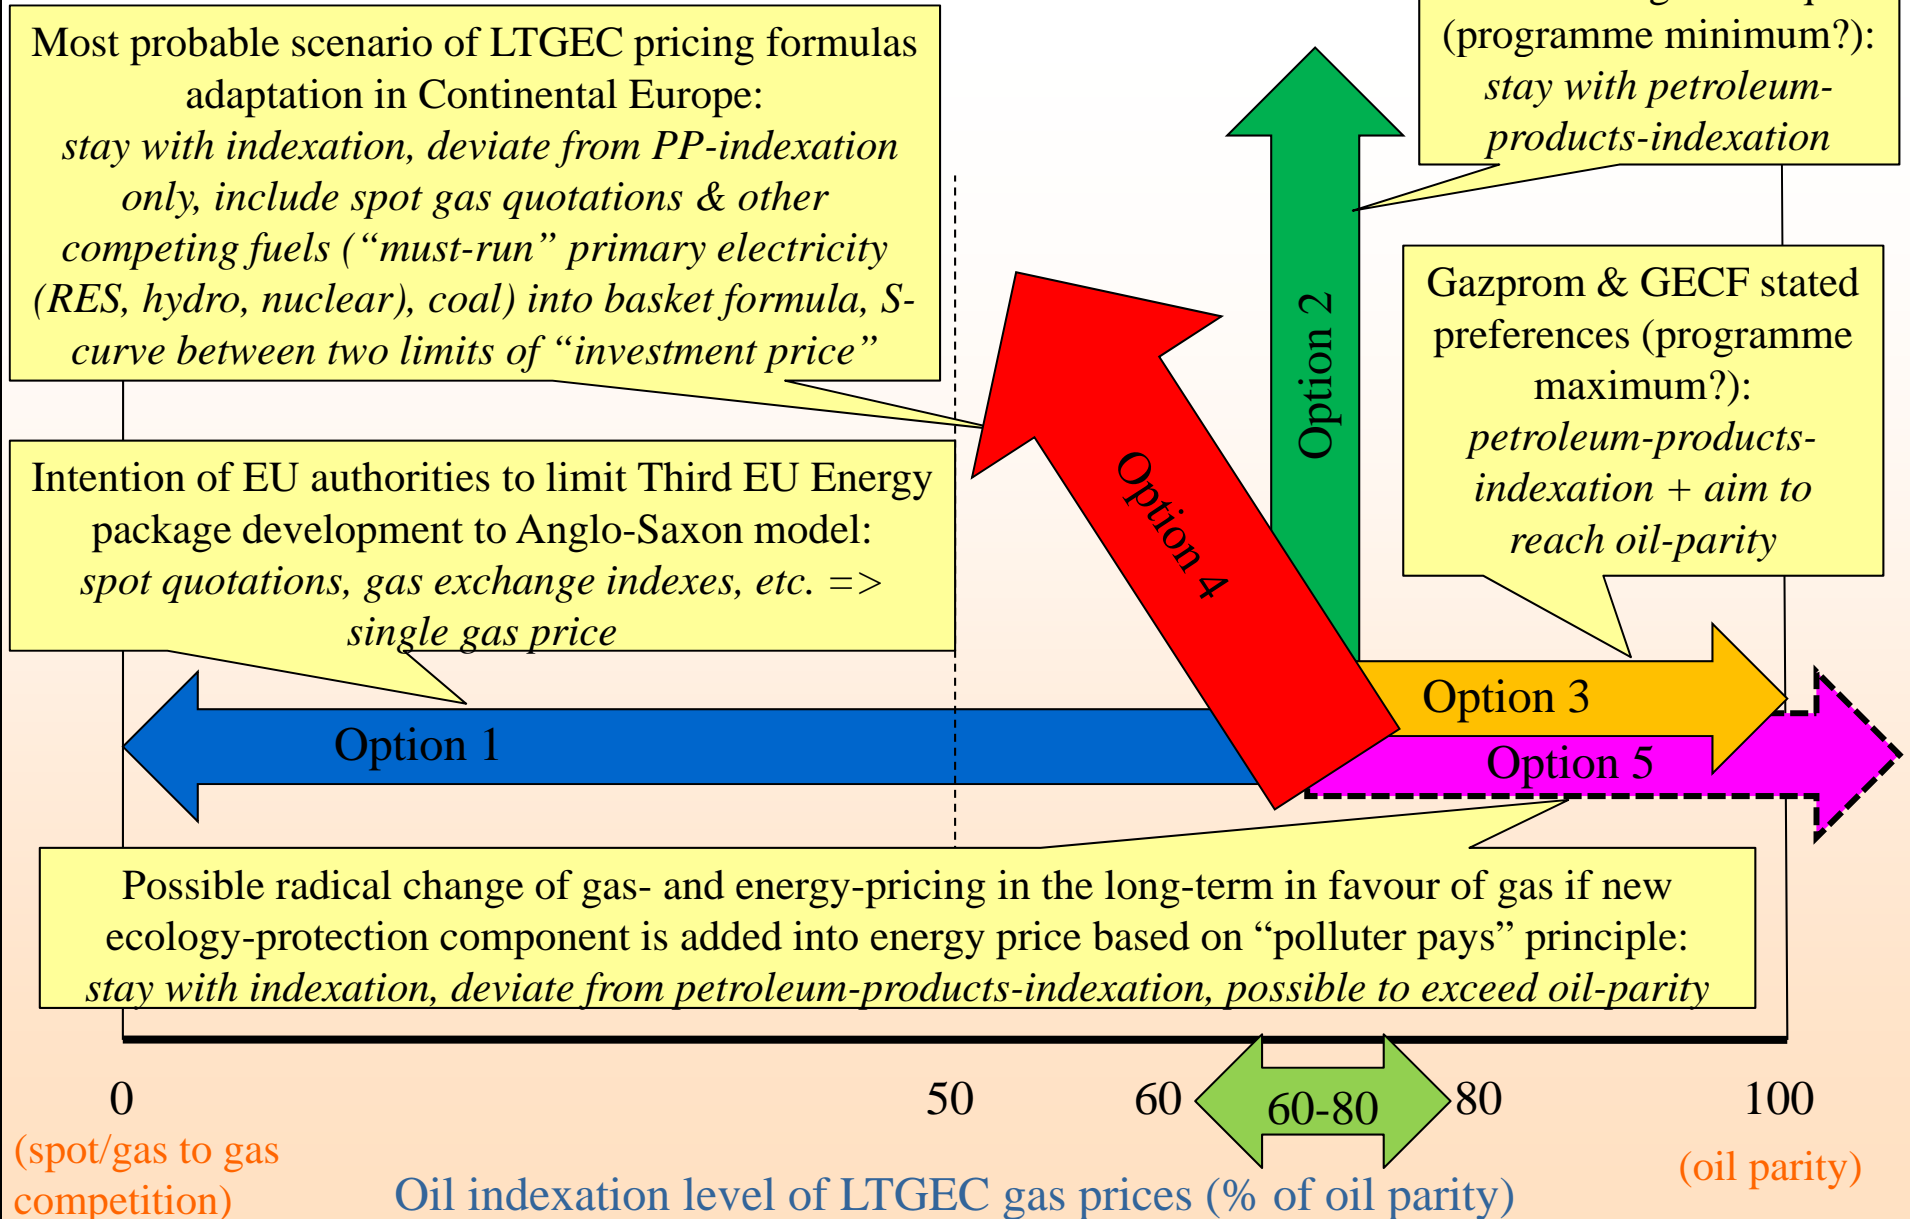 Most probable scenario of LTGEC pricing formulas
adaptation in Continental Europe:
stay with indexation, deviate from PP-indexation
only, include spot gas quotations & other
competing fuels (“must-run” primary electricity
(RES, hydro, nuclear), coal) into basket formula, S-
curve between two limits of “investment price”
(programme minimum?):
stay with petroleum-
products-indexation
Option 2
Gazprom & GECF stated
preferences (programme
maximum?):
petroleum-products-
indexation + aim to
reach oil-parity
Option 4
Intention of EU authorities to limit Third EU Energy
package development to Anglo-Saxon model:
spot quotations, gas exchange indexes, etc. =>
single gas price
Option 1
Option 3
Option 5
Possible radical change of gas- and energy-pricing in the long-term in favour of gas if new
ecology-protection component is added into energy price based on “polluter pays” principle:
stay with indexation, deviate from petroleum-products-indexation, possible to exceed oil-parity
0 50 60 60-80 80 100
(spot/gas to gas
competition)
(oil parity)
Oil indexation level of LTGEC gas prices (% of oil parity)